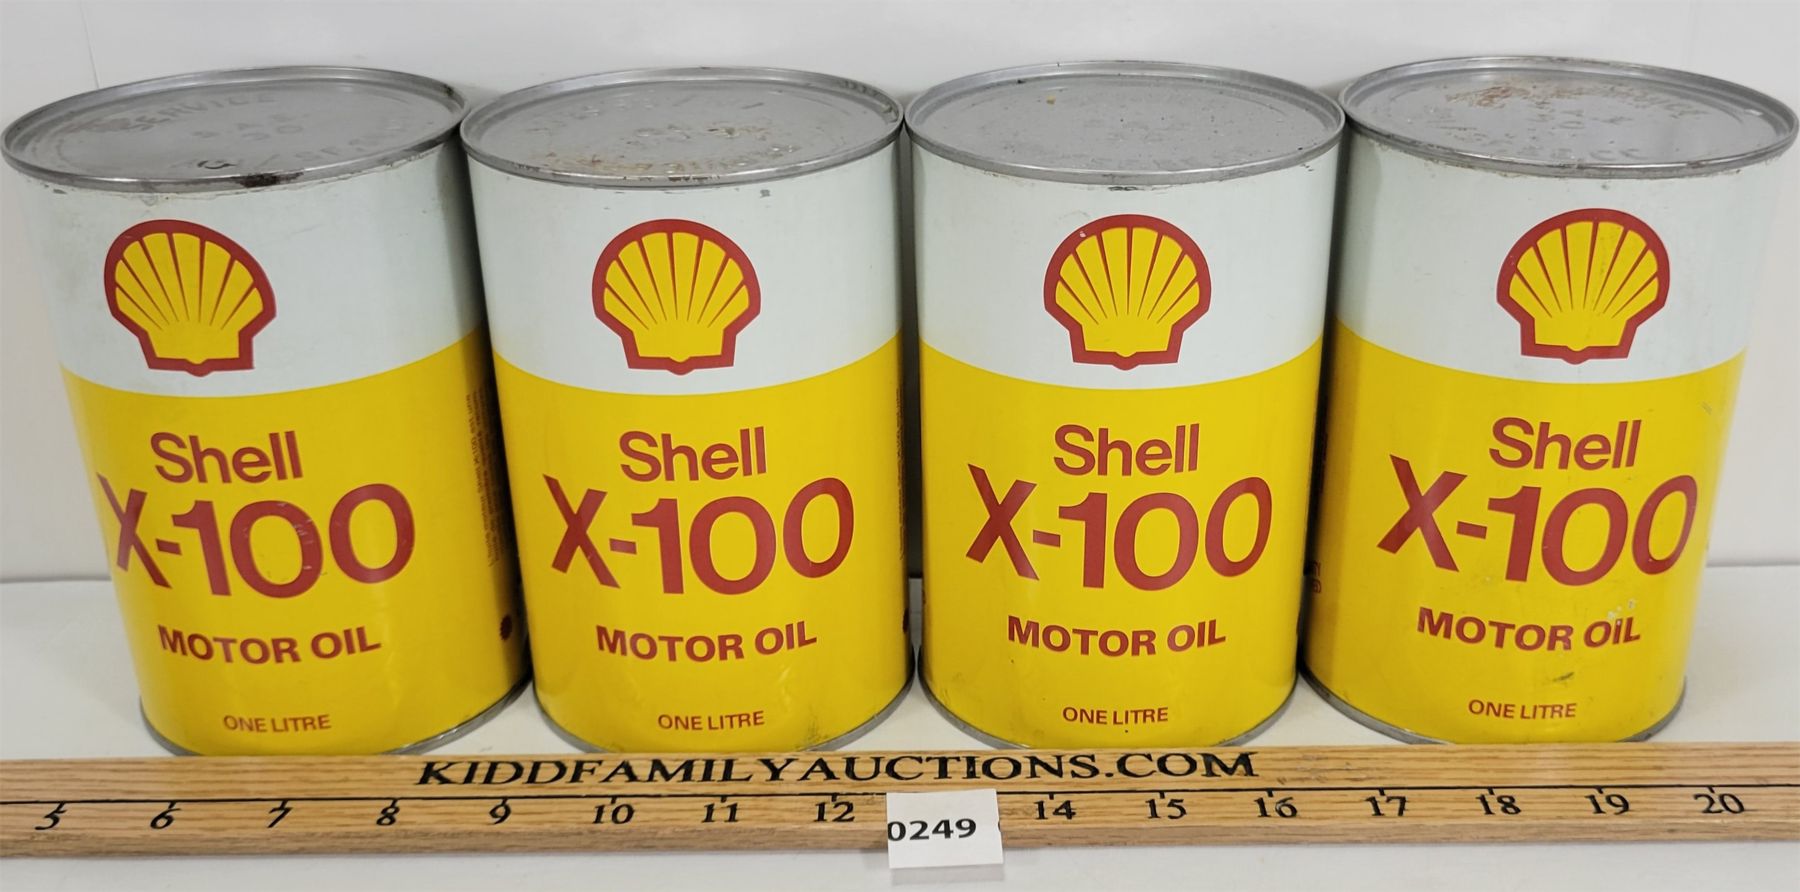 SERVICE
Shell
X-100
MOTOR OIL
ONE LITRE
Shell
X-100
MOTOR OIL
ONE LITRE
Shell
X-100
MOTOR OIL
ONE LITRE
Shell
X-100
MOTOR OIL
ONE LITRE
KIDDFAMILYAUCTIONS.COM
5 6 7 8 9 10 11 12 14 15 16 17 18 19 20
0249